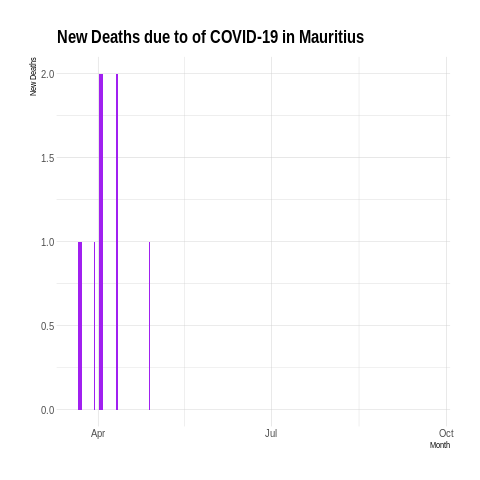 New Deaths due to of COVID-19 in Mauritius
New Deaths
2.0
1.5
1.0
0.5
0.0
Apr Jul Oct
Month